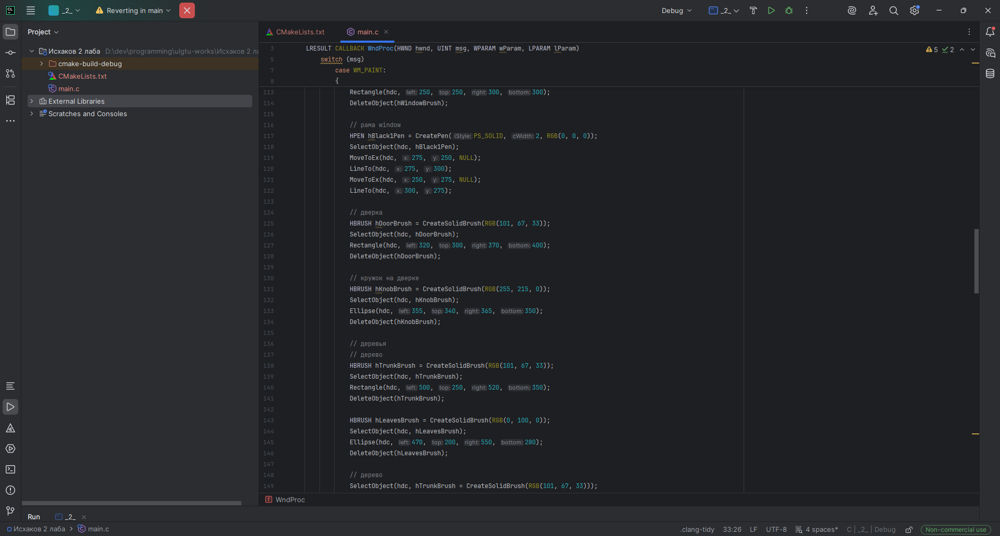 CL
_2_
Reverting in main
Debug
_2_
Project
CMakeLists.txt
main.c
Исхаков 2 лаба D:\dev\programming\ulgtu-works\Исхаков 2 ла
cmake-build-debug
CMakeLists.txt
main.c
External Libraries
Scratches and Consoles
5 2
3 LRESULT CALLBACK WndProc(HWND hwnd, UINT msg, WPARAM wParam, LPARAM lParam)
5 switch (msg)
7 case WM_PAINT:
8 {
113 Rectangle(hdc, left: 250, top: 250, right: 300, bottom: 300);
114 DeleteObject(hWindowBrush);
115
116 // рама window
117 HPEN hBlack1Pen = CreatePen(iStyle: PS_SOLID, cWidth: 2, RGB(0, 0, 0));
118 SelectObject(hdc, hBlack1Pen);
119 MoveToEx(hdc, x: 275, y: 250, NULL);
120 LineTo(hdc, x: 275, y: 300);
121 MoveToEx(hdc, x: 250, y: 275, NULL);
122 LineTo(hdc, x: 300, y: 275);
123
124 // дверка
125 HBRUSH hDoorBrush = CreateSolidBrush(RGB(101, 67, 33));
126 SelectObject(hdc, hDoorBrush);
127 Rectangle(hdc, left: 320, top: 300, right: 370, bottom: 400);
128 DeleteObject(hDoorBrush);
129
130 // кружок на дверке
131 HBRUSH hKnobBrush = CreateSolidBrush(RGB(255, 215, 0));
132 SelectObject(hdc, hKnobBrush);
133 Ellipse(hdc, left: 355, top: 340, right: 365, bottom: 350);
134 DeleteObject(hKnobBrush);
135
136 // деревья
137 // дерево
138 HBRUSH hTrunkBrush = CreateSolidBrush(RGB(101, 67, 33));
139 SelectObject(hdc, hTrunkBrush);
140 Rectangle(hdc, left: 500, top: 250, right: 520, bottom: 350);
141 DeleteObject(hTrunkBrush);
142
143 HBRUSH hLeavesBrush = CreateSolidBrush(RGB(0, 100, 0));
144 SelectObject(hdc, hLeavesBrush);
145 Ellipse(hdc, left: 470, top: 200, right: 550, bottom: 280);
146 DeleteObject(hLeavesBrush);
147
148 // дерево
149 SelectObject(hdc, hTrunkBrush = CreateSolidBrush(RGB(101, 67, 33)));
f WndProc
Run _2_
Исхаков 2 лаба > main.c
.clang-tidy 33:26 LF UTF-8 4 spaces* C | _2_ | Debug Non-commercial use